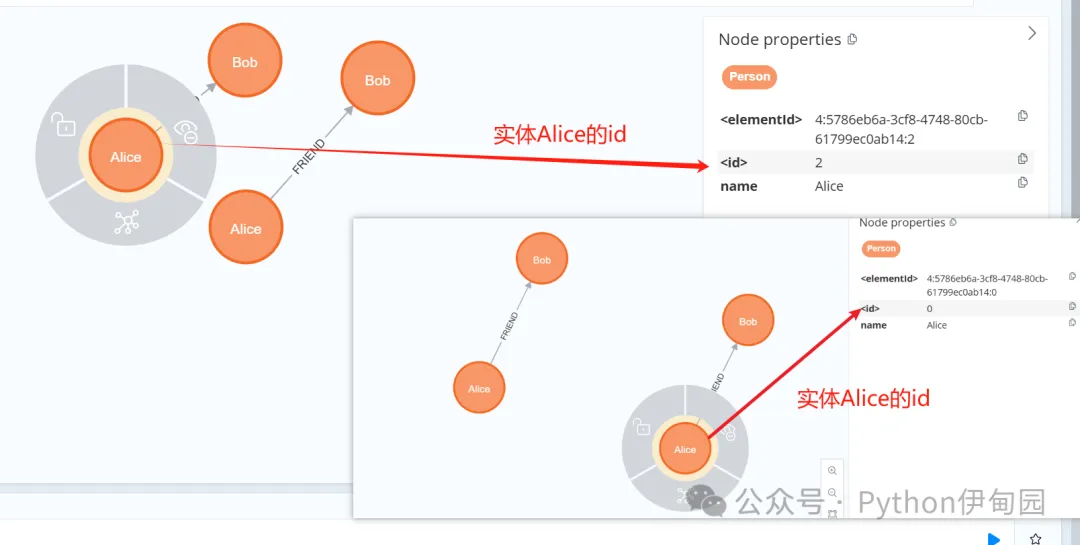 Bob
Bob
Alice
FRIEND
Alice
实体Alice的id
Node properties
Person
<elementId> 4:5786eb6a-3cf8-4748-80cb-
61799ec0ab14:2
<id> 2
name Alice
Bob
Bob
FRIEND
IEND
Alice
Alice
实体Alice的id
Node properties
Person
<elementId> 4:5786eb6a-3cf8-4748-80cb-
61799ec0ab14:0
<id> 0
name Alice
公众号 · Python伊甸园